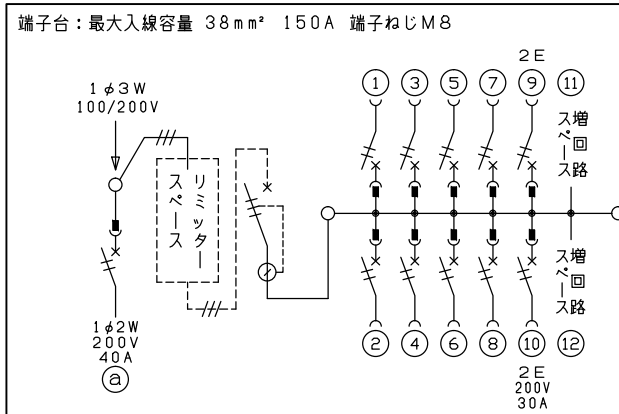 端子台：最大入線容量 38mm² 150A 端子ねじM8
1φ3W
100/200V
リミッター
スペース
1φ2W
200V
40A
a
2E
1 3 5 7 9 11
増回路
スペース
増回路
スペース
2 4 6 8 10 12
2E
200V
30A